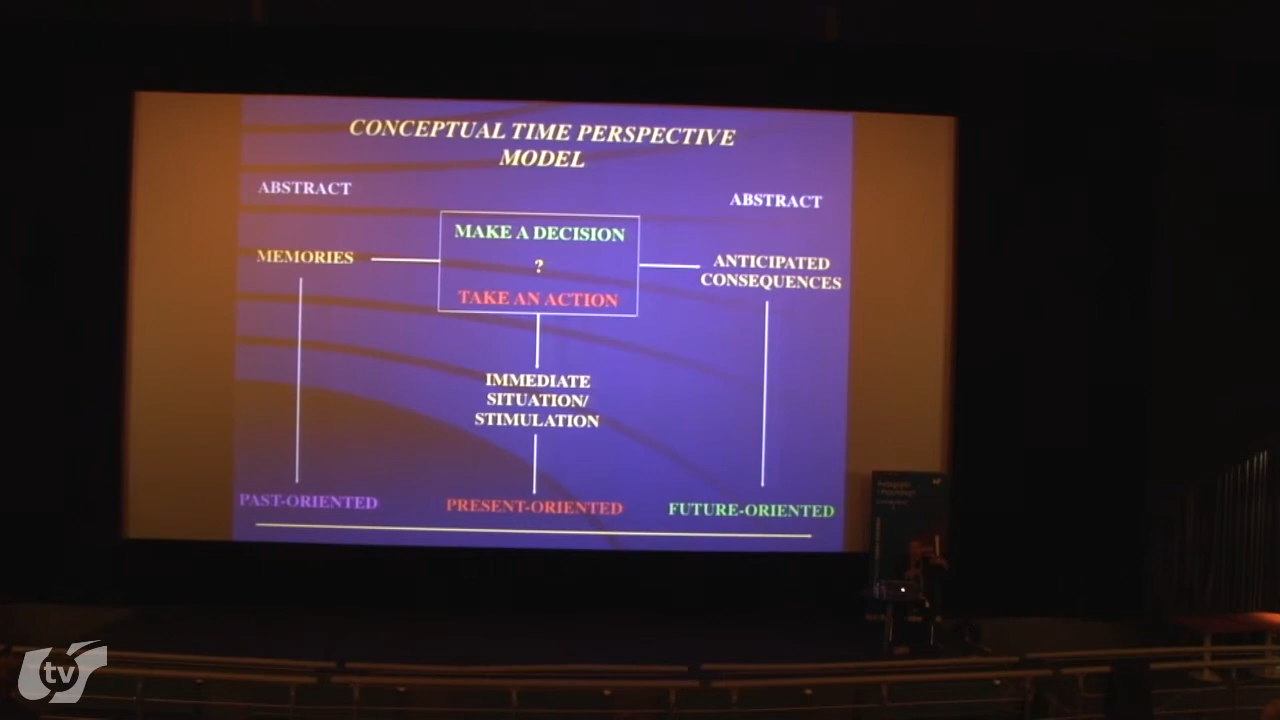 CONCEPTUAL TIME PERSPECTIVE
MODEL
ABSTRACT
ABSTRACT
MAKE A DECISION
?
TAKE AN ACTION
MEMORIES
ANTICIPATED
CONSEQUENCES
IMMEDIATE
SITUATION/
STIMULATION
PAST-ORIENTED
PRESENT-ORIENTED
FUTURE-ORIENTED
tv